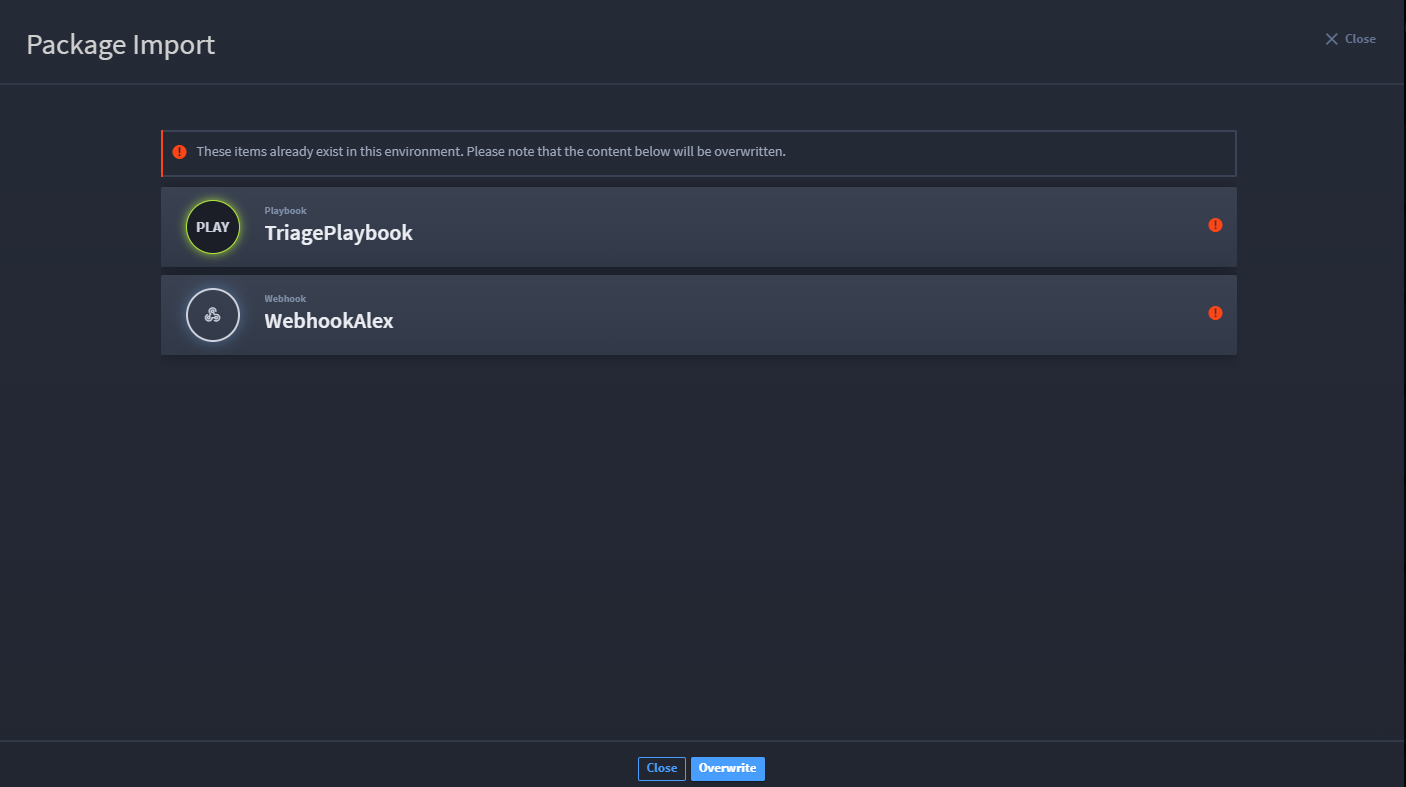 Package Import
Close
These items already exist in this environment. Please note that the content below will be overwritten.
PLAY
Playbook
TriagePlaybook
Webhook
WebhookAlex
Close
Overwrite